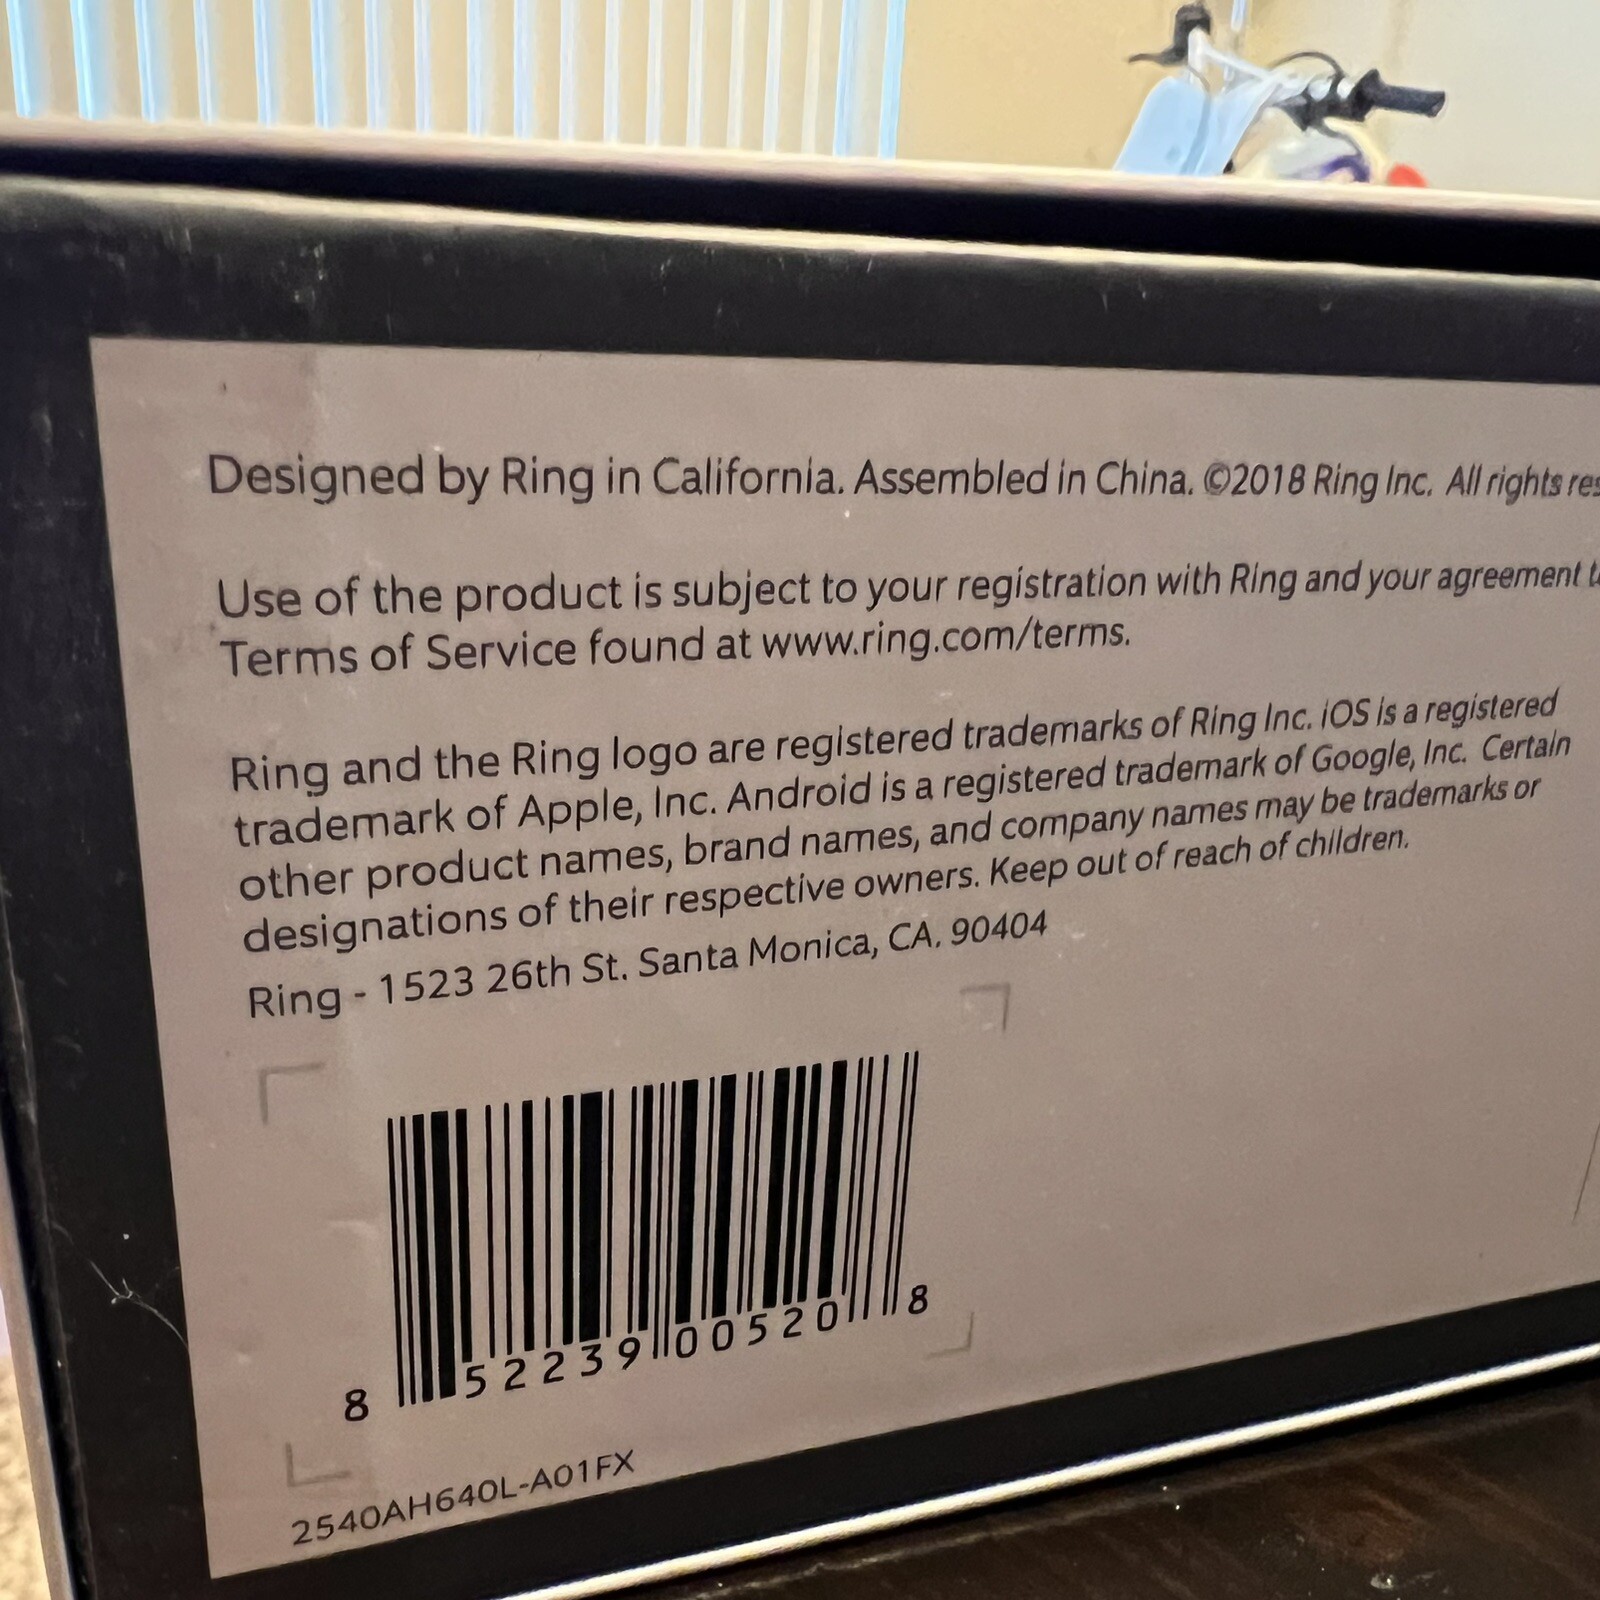 Designed by Ring in California. Assembled in China. ©2018 Ring Inc. All rights
Use of the product is subject to your registration with Ring and your agreement
Terms of Service found at www.ring.com/terms.
Ring and the Ring logo are registered trademarks of Ring Inc. iOS is a registered
trademark of Apple, Inc. Android is a registered trademark of Google, Inc. Certain
other product names, brand names, and company names may be trademarks or
designations of their respective owners. Keep out of reach of children.
Ring - 1523 26th St. Santa Monica, CA. 90404
8 52239 00520 8
2540AH640L-A01FX